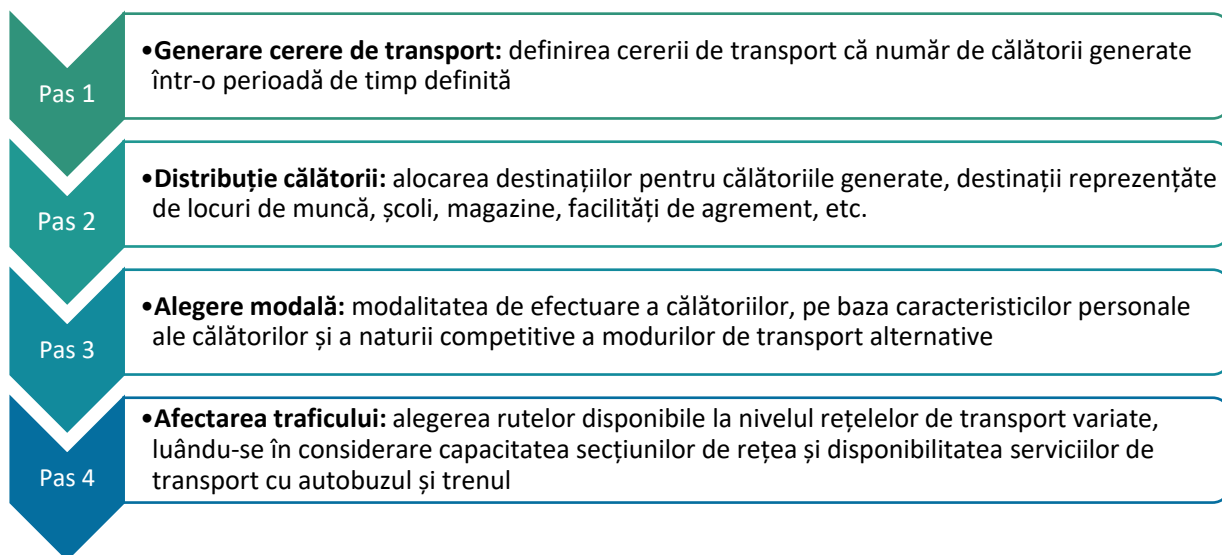 Pas 1
•Generare cerere de transport: definirea cererii de transport că număr de călătorii generate
într-o perioadă de timp definită
Pas 2
•Distribuție călătorii: alocarea destinațiilor pentru călătoriile generate, destinații reprezențăte
de locuri de muncă, școli, magazine, facilități de agrement, etc.
Pas 3
•Alegere modală: modalitatea de efectuare a călătoriilor, pe baza caracteristicilor personale
ale călătorilor și a naturii competitive a modurilor de transport alternative
Pas 4
•Afectarea traficului: alegerea rutelor disponibile la nivelul rețelelor de transport variate,
luându-se în considerare capacitatea secțiunilor de rețea și disponibilitatea serviciilor de
transport cu autobuzul și trenul